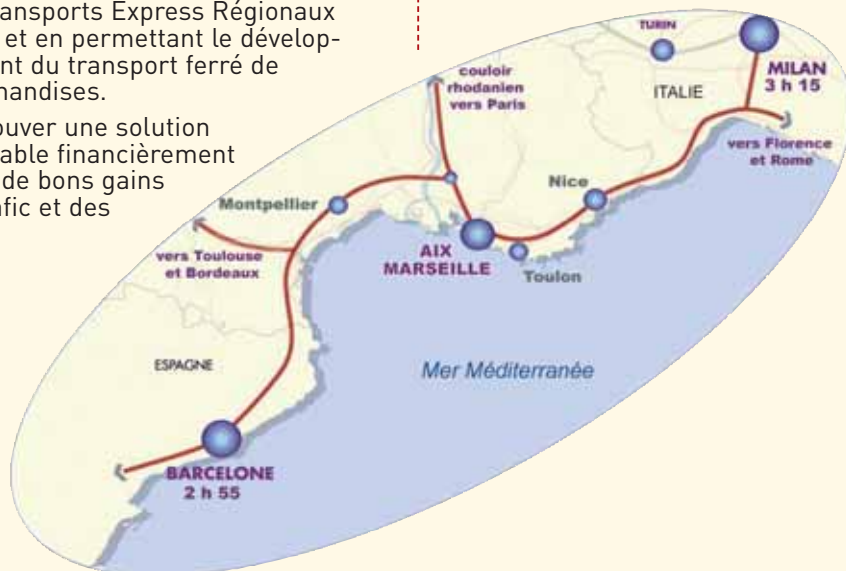 ansports Express Régionaux
et en permettant le dévelop-
nt du transport ferré de
handises.
ouver une solution
able financièrement
de bons gains
afic et des
TURIN
MILAN
3 h 15
ITALIE
couloir
rhodanien
vers Paris
vers Florence
et Rome
Nice
Montpellier
AIX
MARSEILLE
Toulon
vers Toulouse
et Bordeaux
ESPAGNE
Mer Méditerranée
BARCELONE
2 h 55